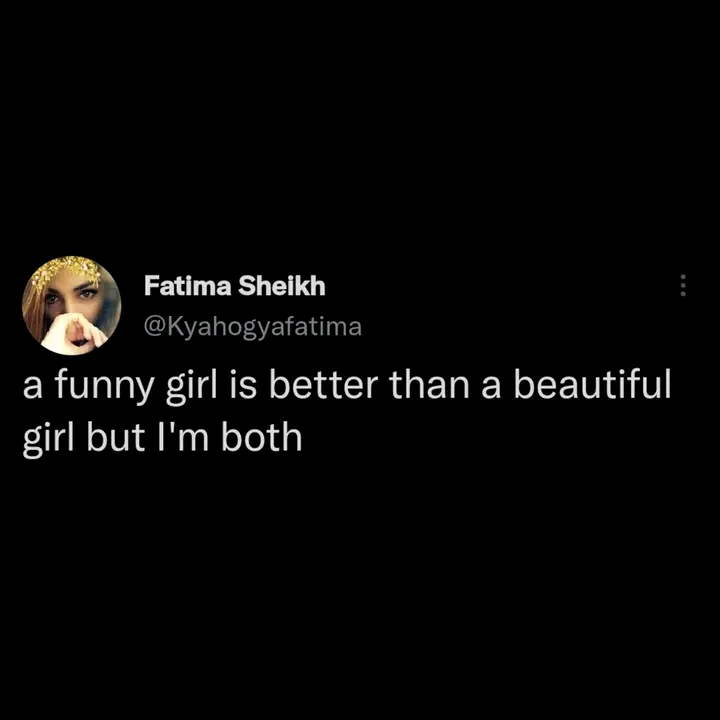 Fatima Sheikh
@Kyahogyafatima
a funny girl is better than a beautiful
girl but I'm both